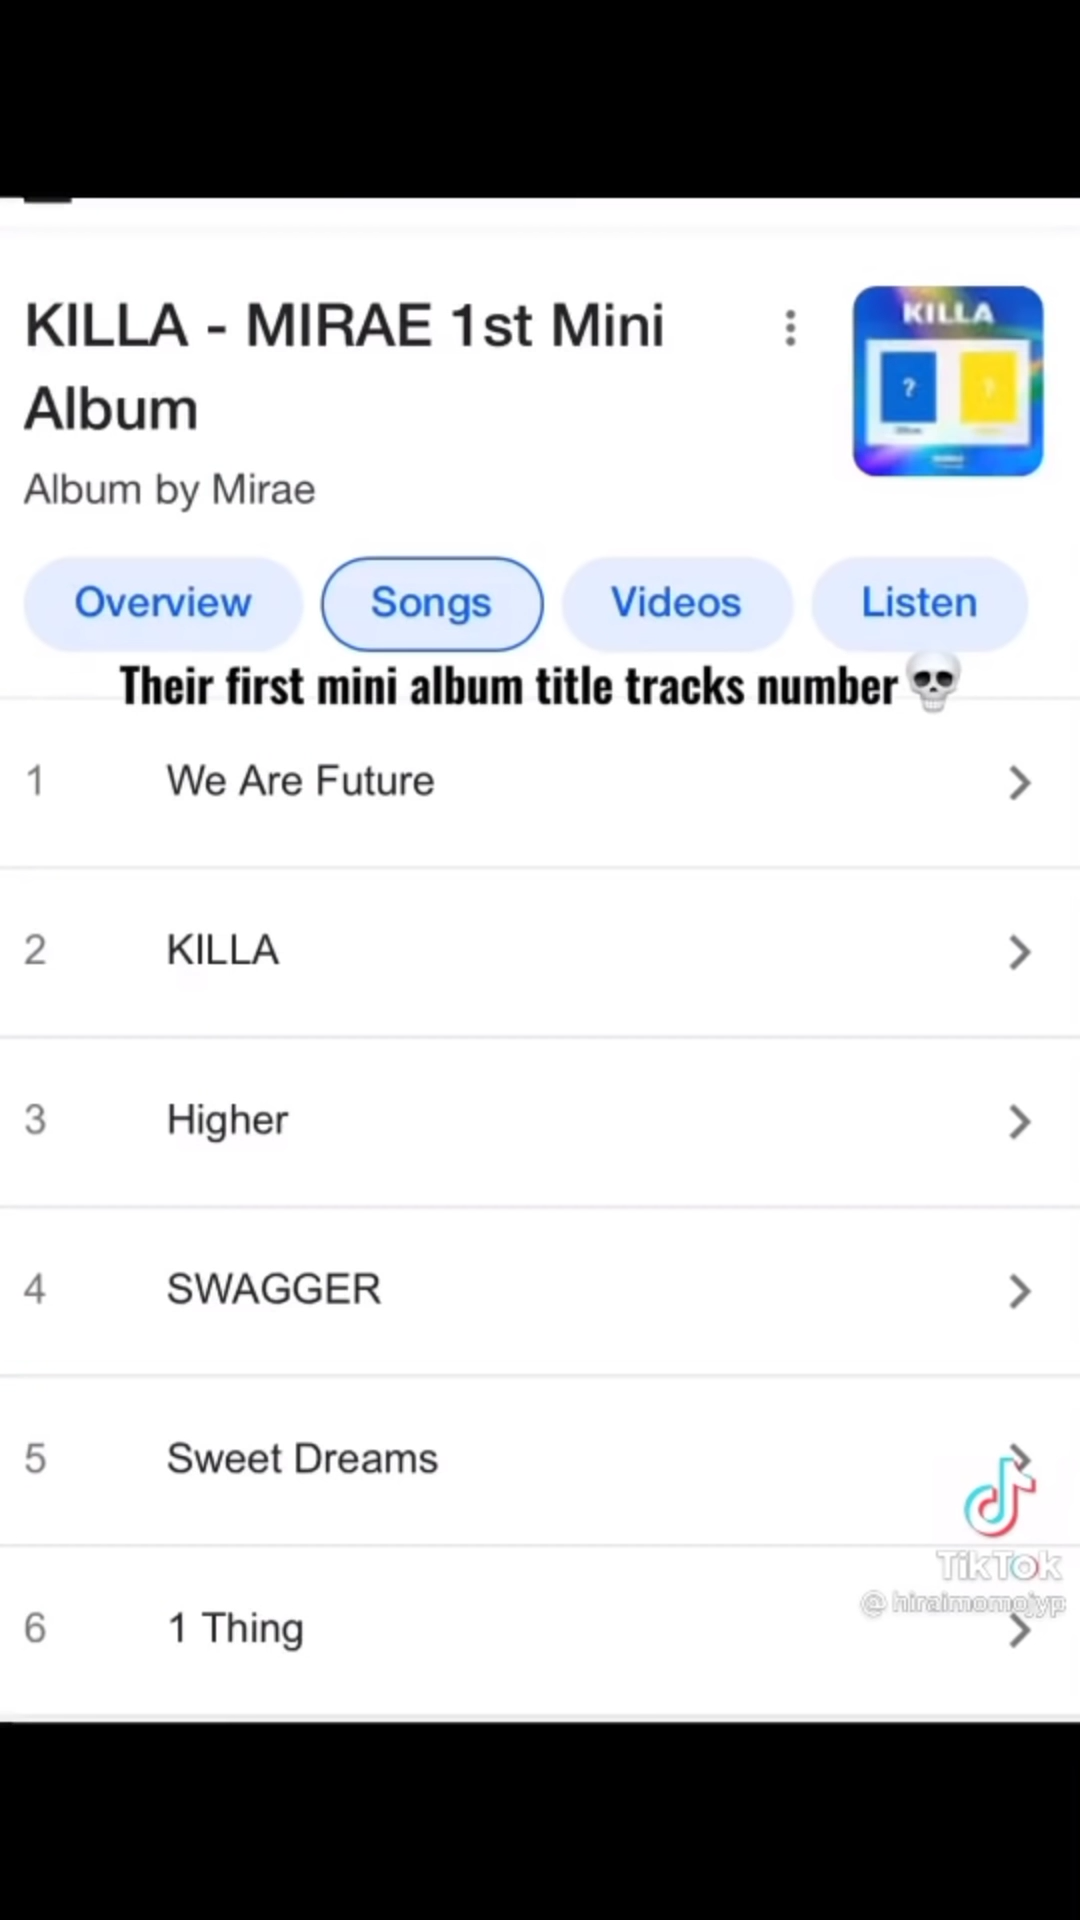 KILLA - MIRAE 1st Mini
Album
Album by Mirae
KILLA
?
?
Overview
Songs
Videos
Listen
Their first mini album title tracks number💀
1 We Are Future
2 KILLA
3 Higher
4 SWAGGER
5 Sweet Dreams
6 1 Thing
TikTok
@hiraimomojyp